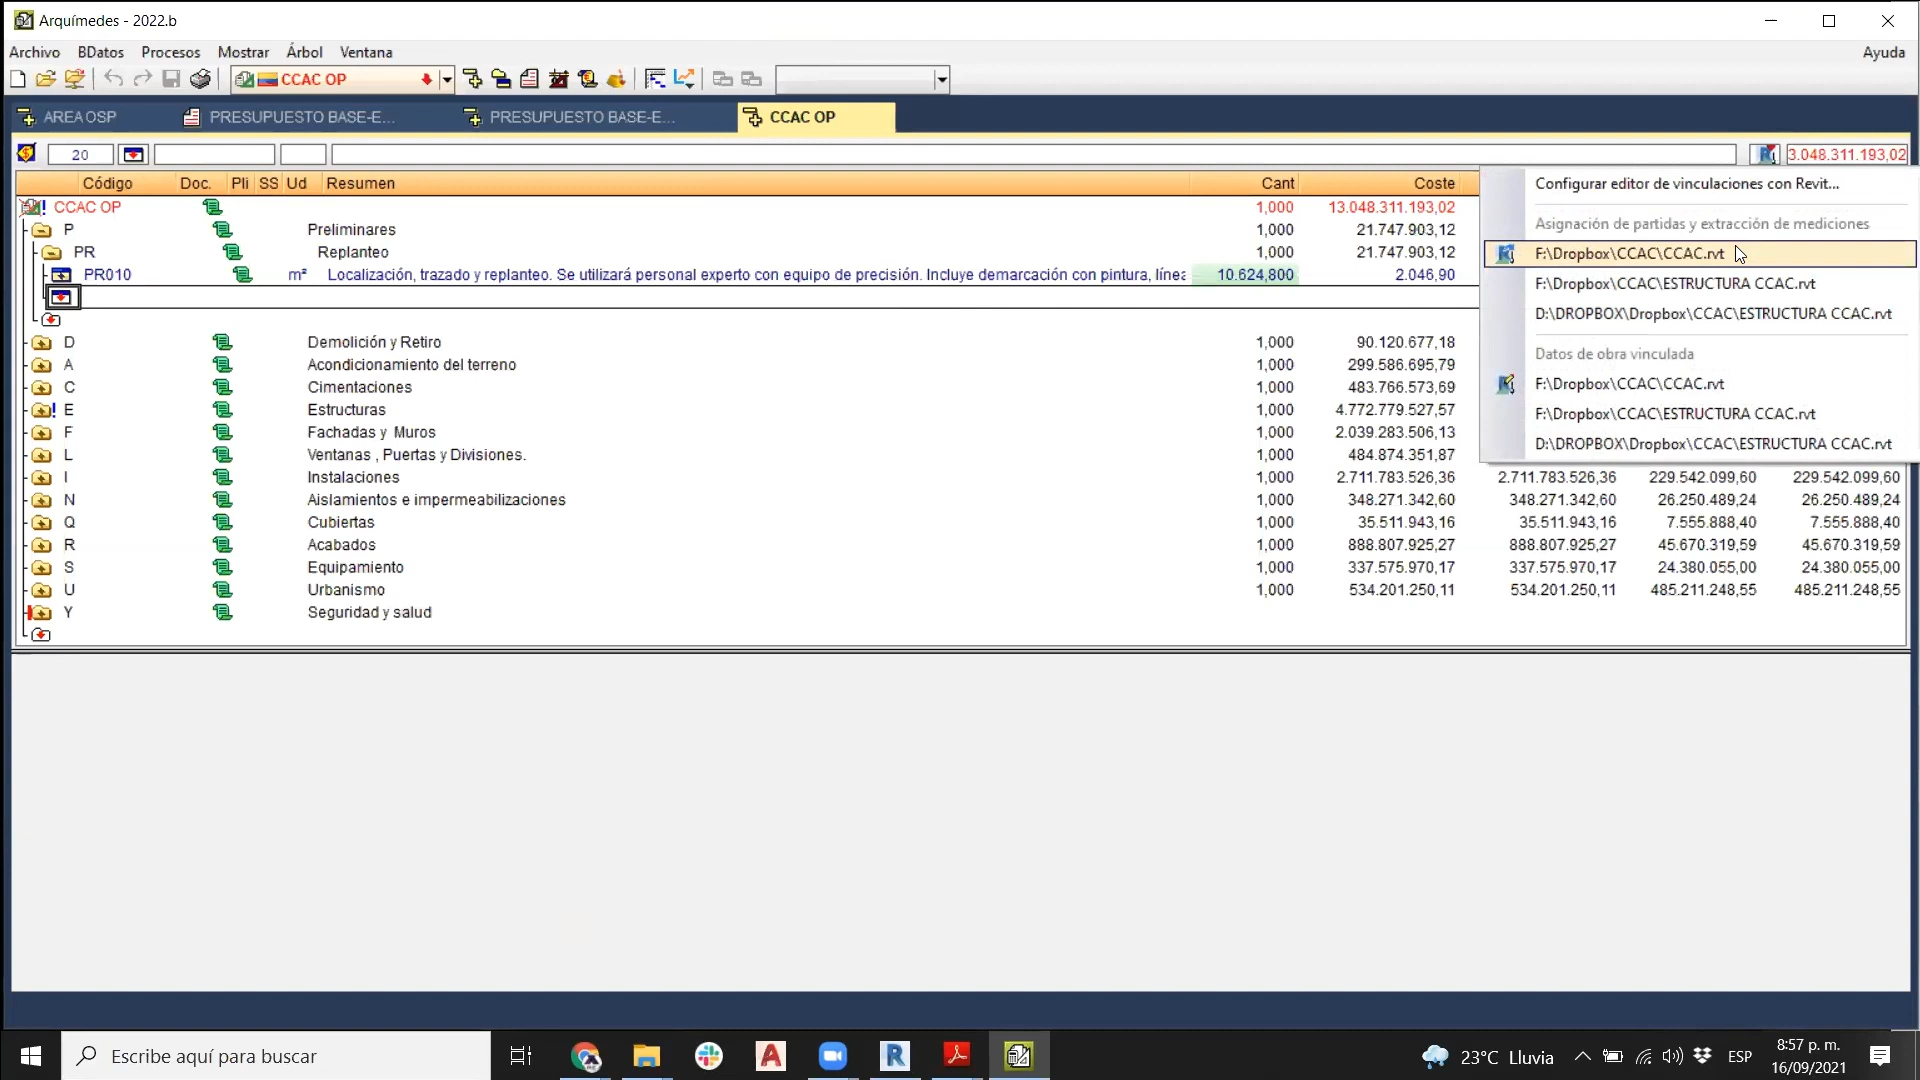 Arquímedes - 2022.b
Archivo BDatos Procesos Mostrar Árbol Ventana Ayuda
CCAC OP
AREA OSP PRESUPUESTO BASE-E... PRESUPUESTO BASE-E... CCAC OP
20 3.048.311.193,02
Código Doc. Pli SS Ud Resumen Cant Coste
CCAC OP 1,000 13.048.311.193,02
P Preliminares 1,000 21.747.903,12
PR Replanteo 1,000 21.747.903,12
PR010 m² Localización, trazado y replanteo. Se utilizará personal experto con equipo de precisión. Incluye demarcación con pintura, línea 10.624,800 2.046,90
D Demolición y Retiro 1,000 90.120.677,18
A Acondicionamiento del terreno 1,000 299.586.695,79
C Cimentaciones 1,000 483.766.573,69
E Estructuras 1,000 4.772.779.527,57
F Fachadas y Muros 1,000 2.039.283.506,13
L Ventanas , Puertas y Divisiones. 1,000 484.874.351,87
I Instalaciones 1,000 2.711.783.526,36 2.711.783.526,36 229.542.099,60 229.542.099,60
N Aislamientos e impermeabilizaciones 1,000 348.271.342,60 348.271.342,60 26.250.489,24 26.250.489,24
Q Cubiertas 1,000 35.511.943,16 35.511.943,16 7.555.888,40 7.555.888,40
R Acabados 1,000 888.807.925,27 888.807.925,27 45.670.319,59 45.670.319,59
S Equipamiento 1,000 337.575.970,17 337.575.970,17 24.380.055,00 24.380.055,00
U Urbanismo 1,000 534.201.250,11 534.201.250,11 485.211.248,55 485.211.248,55
Y Seguridad y salud
Configurar editor de vinculaciones con Revit...
Asignación de partidas y extracción de mediciones
F:\Dropbox\CCAC\CCAC.rvt
F:\Dropbox\CCAC\ESTRUCTURA CCAC.rvt
D:\DROPBOX\Dropbox\CCAC\ESTRUCTURA CCAC.rvt
Datos de obra vinculada
F:\Dropbox\CCAC\CCAC.rvt
F:\Dropbox\CCAC\ESTRUCTURA CCAC.rvt
D:\DROPBOX\Dropbox\CCAC\ESTRUCTURA CCAC.rvt
Escribe aquí para buscar 23°C Lluvia ESP 8:57 p. m.
16/09/2021